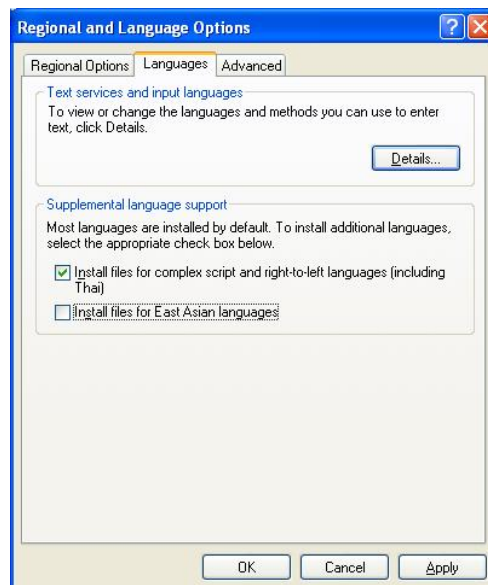 Regional and Language Options
Regional Options Languages Advanced
Text services and input languages
To view or change the languages and methods you can use to enter
text, click Details.
Details...
Supplemental language support
Most languages are installed by default. To install additional languages,
select the appropriate check box below.
Install files for complex script and right-to-left languages (including
Thai)
Install files for East Asian languages
OK Cancel Apply